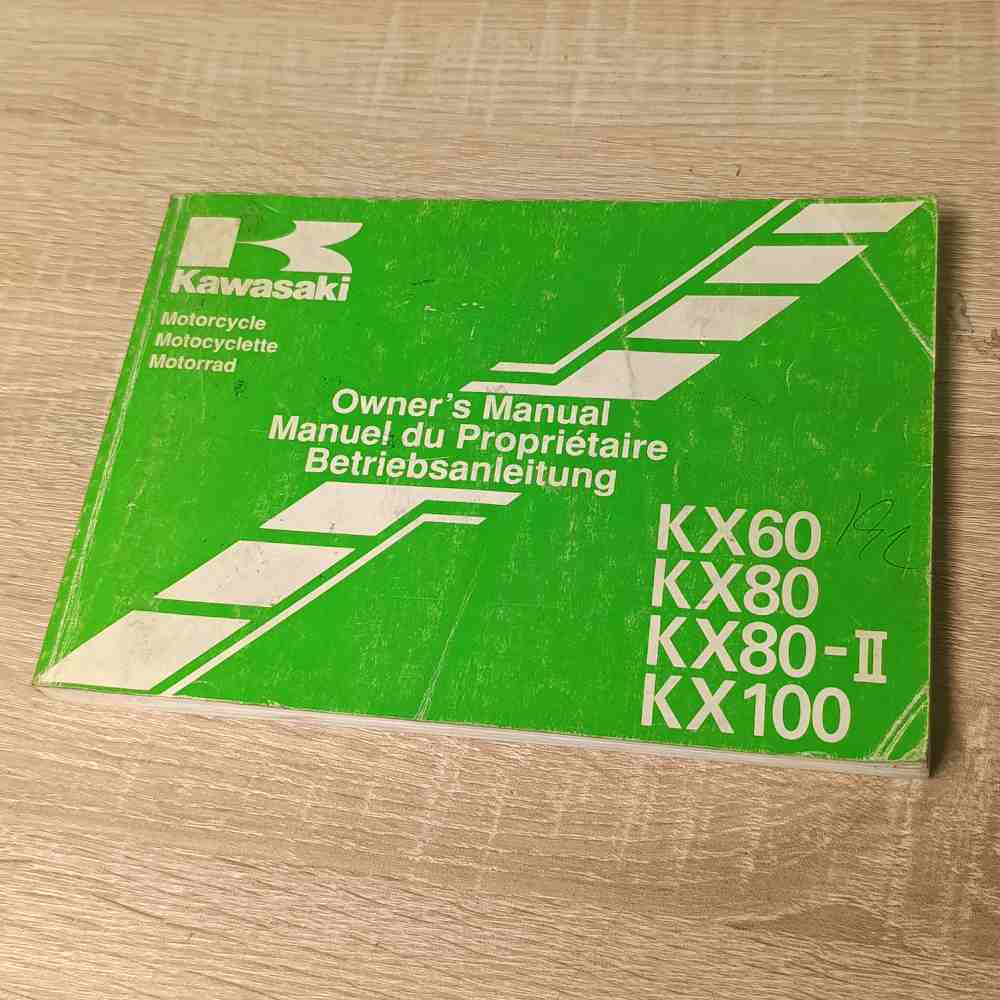 Kawasaki
Motorcycle
Motocyclette
Motorrad
Owner's Manual
Manuel du Propriétaire
Betriebsanleitung
KX60
KX80
KX80-II
KX100